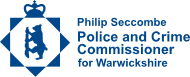 Philip Seccombe
Police and Crime
Commissioner
for Warwickshire